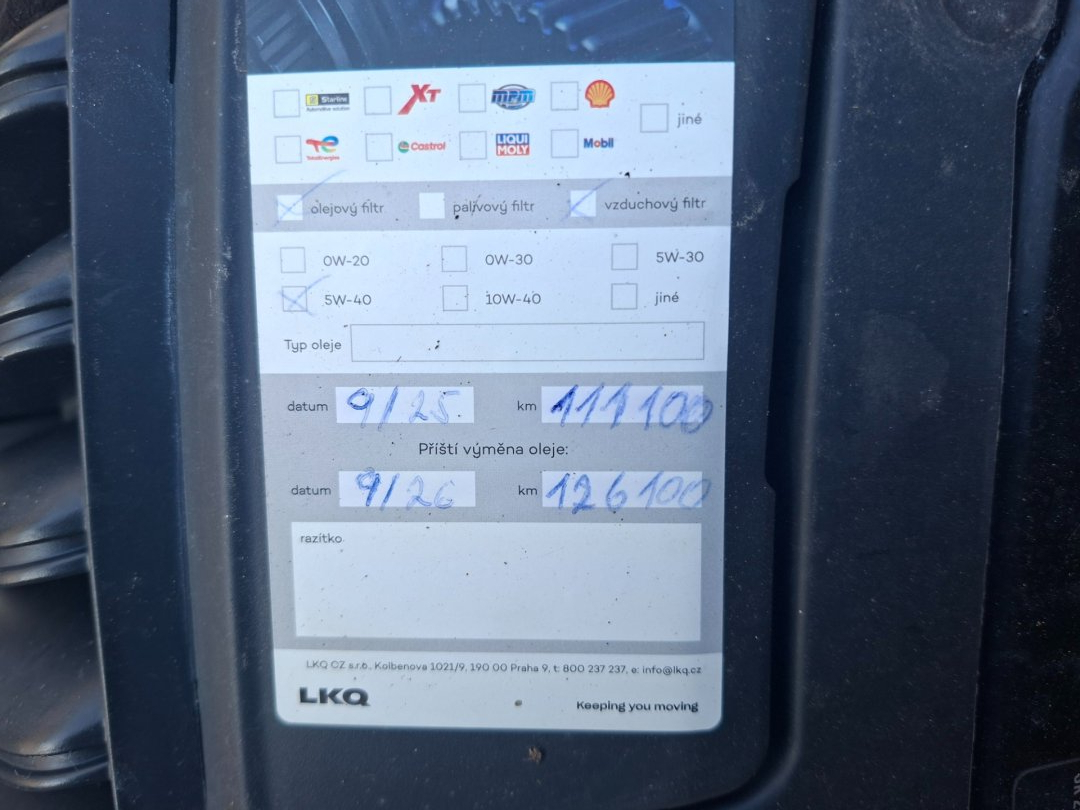 Starline XT MPM jiné
Automotive solution
TotalEnergies Castrol LIQUI MOLY Mobil
olejový filtr palivový filtr vzduchový filtr
0W-20 0W-30 5W-30
5W-40 10W-40 jiné
Typ oleje
datum 9/25 km 111100
Příští výměna oleje:
datum 9/26 km 126100
razítko
LKQ CZ s.r.o., Kolbenova 1021/9, 190 00 Praha 9, t: 800 237 237, e: info@lkq.cz
LKQ Keeping you moving